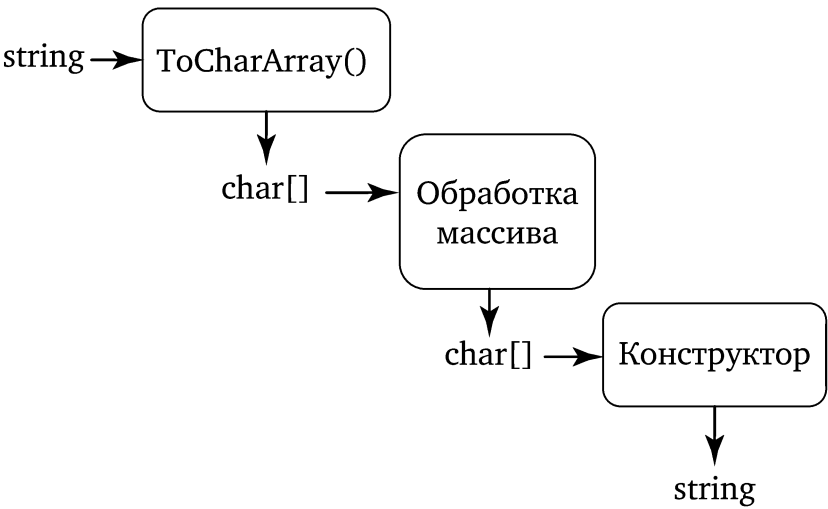 string
ToCharArray()
char[]
Обработка
массива
char[]
Конструктор
string